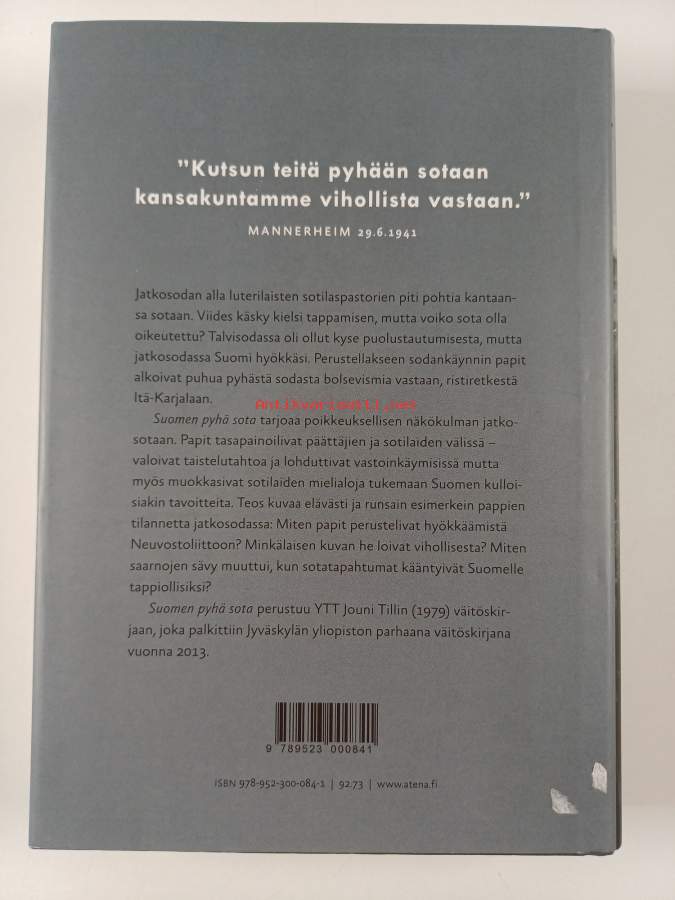 ”Kutsun teitä pyhään sotaan
kansakuntamme vihollista vastaan.”
MANNERHEIM 29.6.1941
Jatkosodan alla luterilaisten sotilaspastorien piti pohtia kantaan-
sa sotaan. Viides käsky kielsi tappamisen, mutta voiko sota olla
oikeutettu? Talvisodassa oli ollut kyse puolustautumisesta, mutta
jatkosodassa Suomi hyökkäsi. Perustellakseen sodankäynnin papit
alkoivat puhua pyhästä sodasta bolsevismia vastaan, ristiretkestä
Itä-Karjalaan.
Antikvariaatti.net
Suomen pyhä sota tarjoaa poikkeuksellisen näkökulman jatko-
sotaan. Papit tasapainoilivat päättäjien ja sotilaiden välissä –
valoivat taistelutahtoa ja lohduttivat vastoinkäymisissä mutta
myös muokkasivat sotilaiden mielialoja tukemaan Suomen kulloi-
siakin tavoitteita. Teos kuvaa elävästi ja runsain esimerkein pappien
tilannetta jatkosodassa: Miten papit perustelivat hyökkäämistä
Neuvostoliittoon? Minkälaisen kuvan he loivat vihollisesta? Miten
saarnojen sävy muuttui, kun sotatapahtumat kääntyivät Suomelle
tappiollisiksi?
Suomen pyhä sota perustuu YTT Jouni Tillin (1979) väitöskir-
jaan, joka palkittiin Jyväskylän yliopiston parhaana väitöskirjana
vuonna 2013.
9 789523 000841
ISBN 978-952-300-084-1 | 92.73 | www.atena.fi